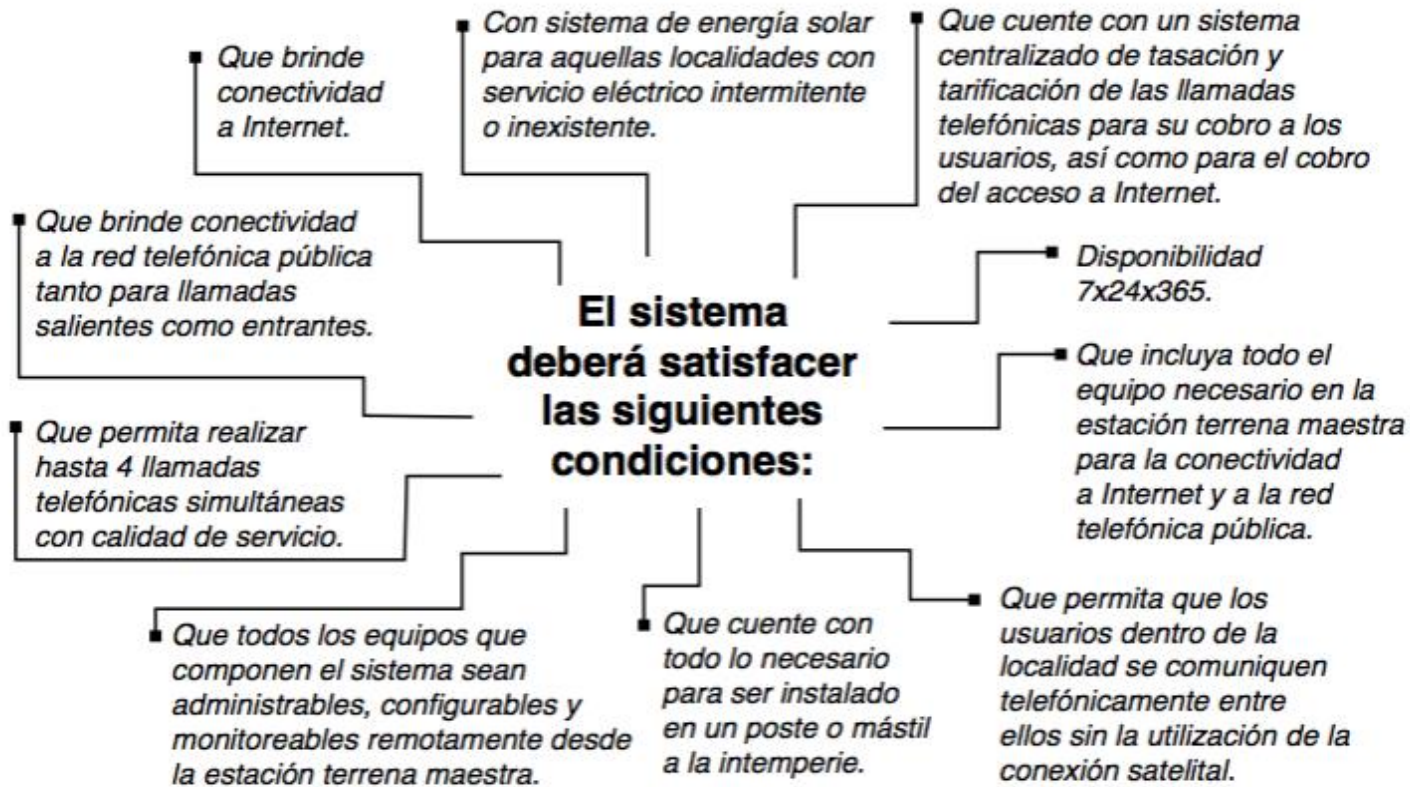 Que brinde
conectividad
a Internet.
Con sistema de energía solar
para aquellas localidades con
servicio eléctrico intermitente
o inexistente.
Que cuente con un sistema
centralizado de tasación y
tarificación de las llamadas
telefónicas para su cobro a los
usuarios, así como para el cobro
del acceso a Internet.
Que brinde conectividad
a la red telefónica pública
tanto para llamadas
salientes como entrantes.
Disponibilidad
7x24x365.
El sistema
deberá satisfacer
las siguientes
condiciones:
Que incluya todo el
equipo necesario en la
estación terrena maestra
para la conectividad
a Internet y a la red
telefónica pública.
Que permita realizar
hasta 4 llamadas
telefónicas simultáneas
con calidad de servicio.
Que todos los equipos que
componen el sistema sean
administrables, configurables y
monitoreables remotamente desde
la estación terrena maestra.
Que cuente con
todo lo necesario
para ser instalado
en un poste o mástil
a la intemperie.
Que permita que los
usuarios dentro de la
localidad se comuniquen
telefónicamente entre
ellos sin la utilización de la
conexión satelital.